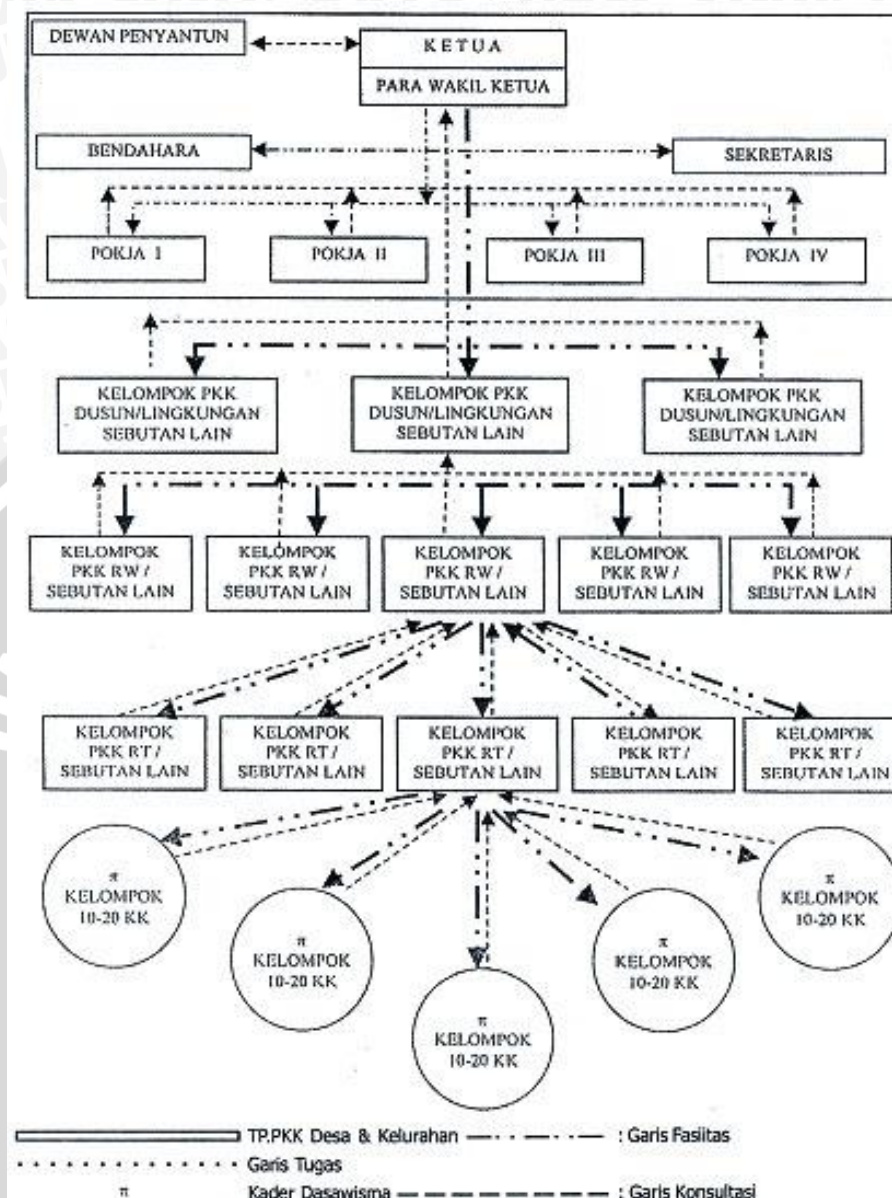 DEWAN PENYANTUN
KETUA
PARA WAKIL KETUA
BENDAHARA
SEKRETARIS
POKJA I
POKJA II
POKJA III
POKJA IV
KELOMPOK PKK
DUSUN/LINGKUNGAN
SEBUTAN LAIN
KELOMPOK PKK
DUSUN/LINGKUNGAN
SEBUTAN LAIN
KELOMPOK PKK
DUSUN/LINGKUNGAN
SEBUTAN LAIN
KELOMPOK
PKK RW /
SEBUTAN LAIN
KELOMPOK
PKK RW /
SEBUTAN LAIN
KELOMPOK
PKK RW /
SEBUTAN LAIN
KELOMPOK
PKK RW /
SEBUTAN LAIN
KELOMPOK
PKK RW /
SEBUTAN LAIN
KELOMPOK
PKK RT /
SEBUTAN LAIN
KELOMPOK
PKK RT /
SEBUTAN LAIN
KELOMPOK
PKK RT /
SEBUTAN LAIN
KELOMPOK
PKK RT /
SEBUTAN LAIN
KELOMPOK
PKK RT /
SEBUTAN LAIN
π
KELOMPOK
10-20 KK
π
KELOMPOK
10-20 KK
π
KELOMPOK
10-20 KK
π
KELOMPOK
10-20 KK
π
KELOMPOK
10-20 KK
TP.PKK Desa & Kelurahan
: Garis Fasiitas
Garis Tugas
π Kader Dasawisma
: Garis Konsultasi